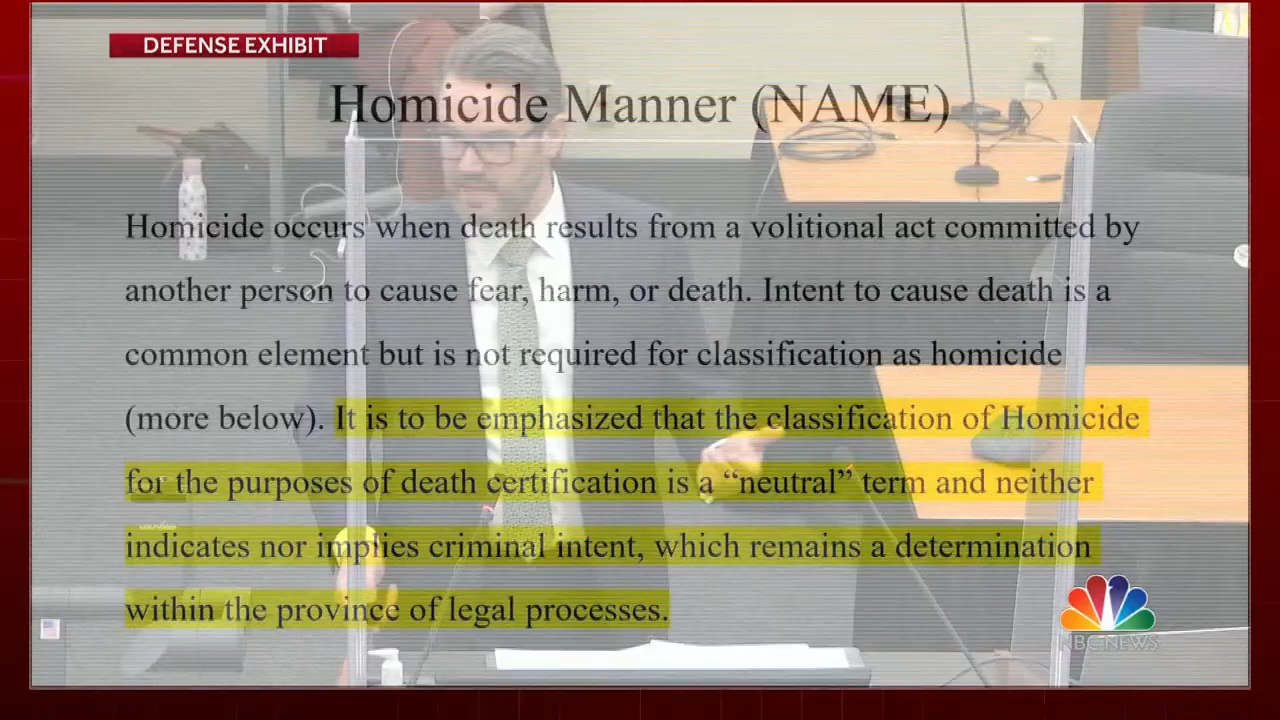 DEFENSE EXHIBIT
Homicide Manner (NAME)
Homicide occurs when death results from a volitional act committed by
another person to cause fear, harm, or death. Intent to cause death is a
common element but is not required for classification as homicide
(more below). It is to be emphasized that the classification of Homicide
for the purposes of death certification is a “neutral” term and neither
indicates nor implies criminal intent, which remains a determination
within the province of legal processes.
NBC NEWS